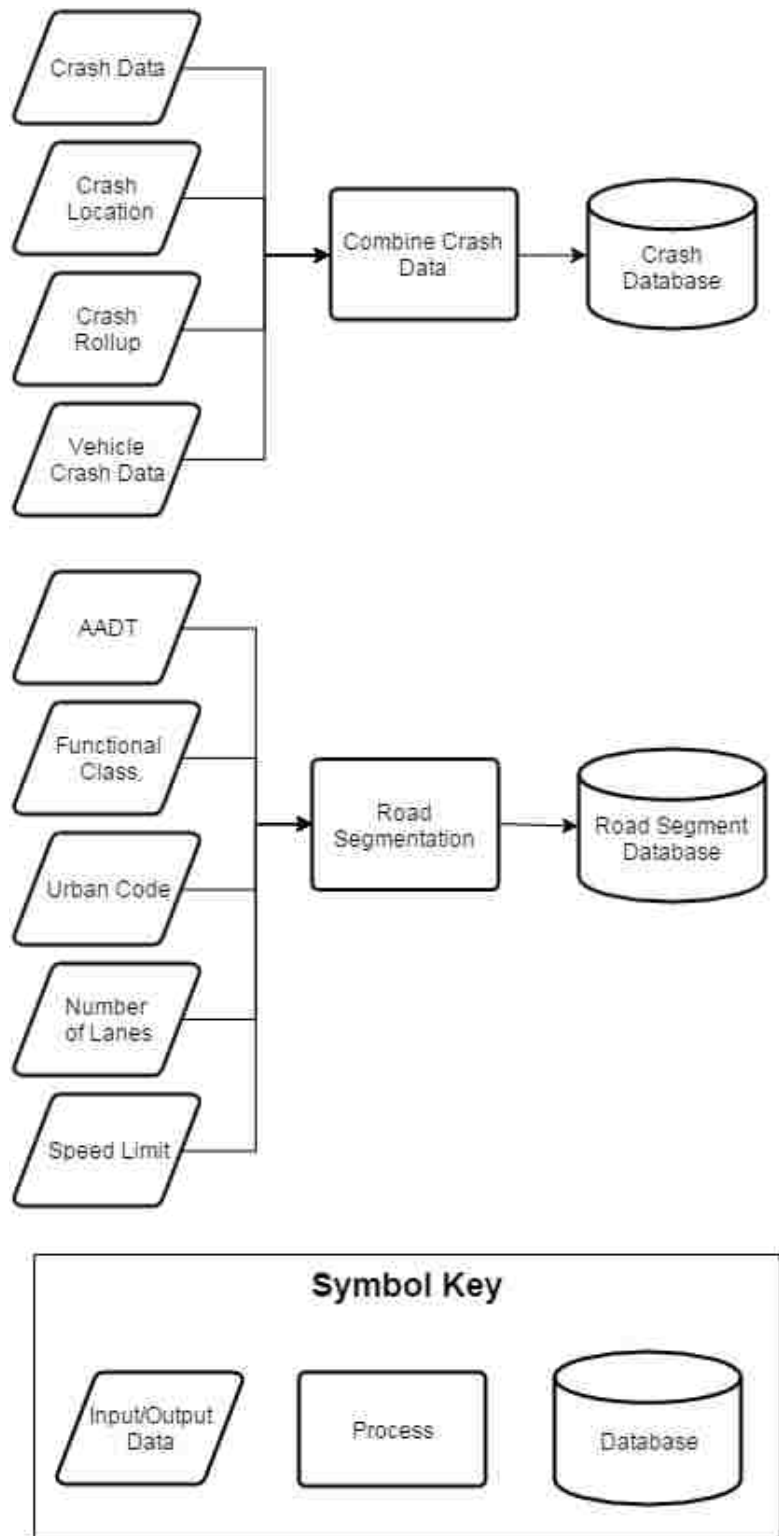 Crash Data
Crash
Location
Crash
Rollup
Vehicle
Crash Data
Combine Crash
Data
Crash
Database
AADT
Functional
Class,
Urban Code
Number
of Lanes
Speed Limit
Road
Segmentation
Road Segment
Database
Symbol Key
Input/Output
Data
Process
Database